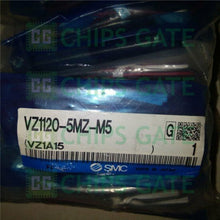 CHIPS GATE
VZ1120-5MZ-M5
(VZ1A15 )
G
1
SMC